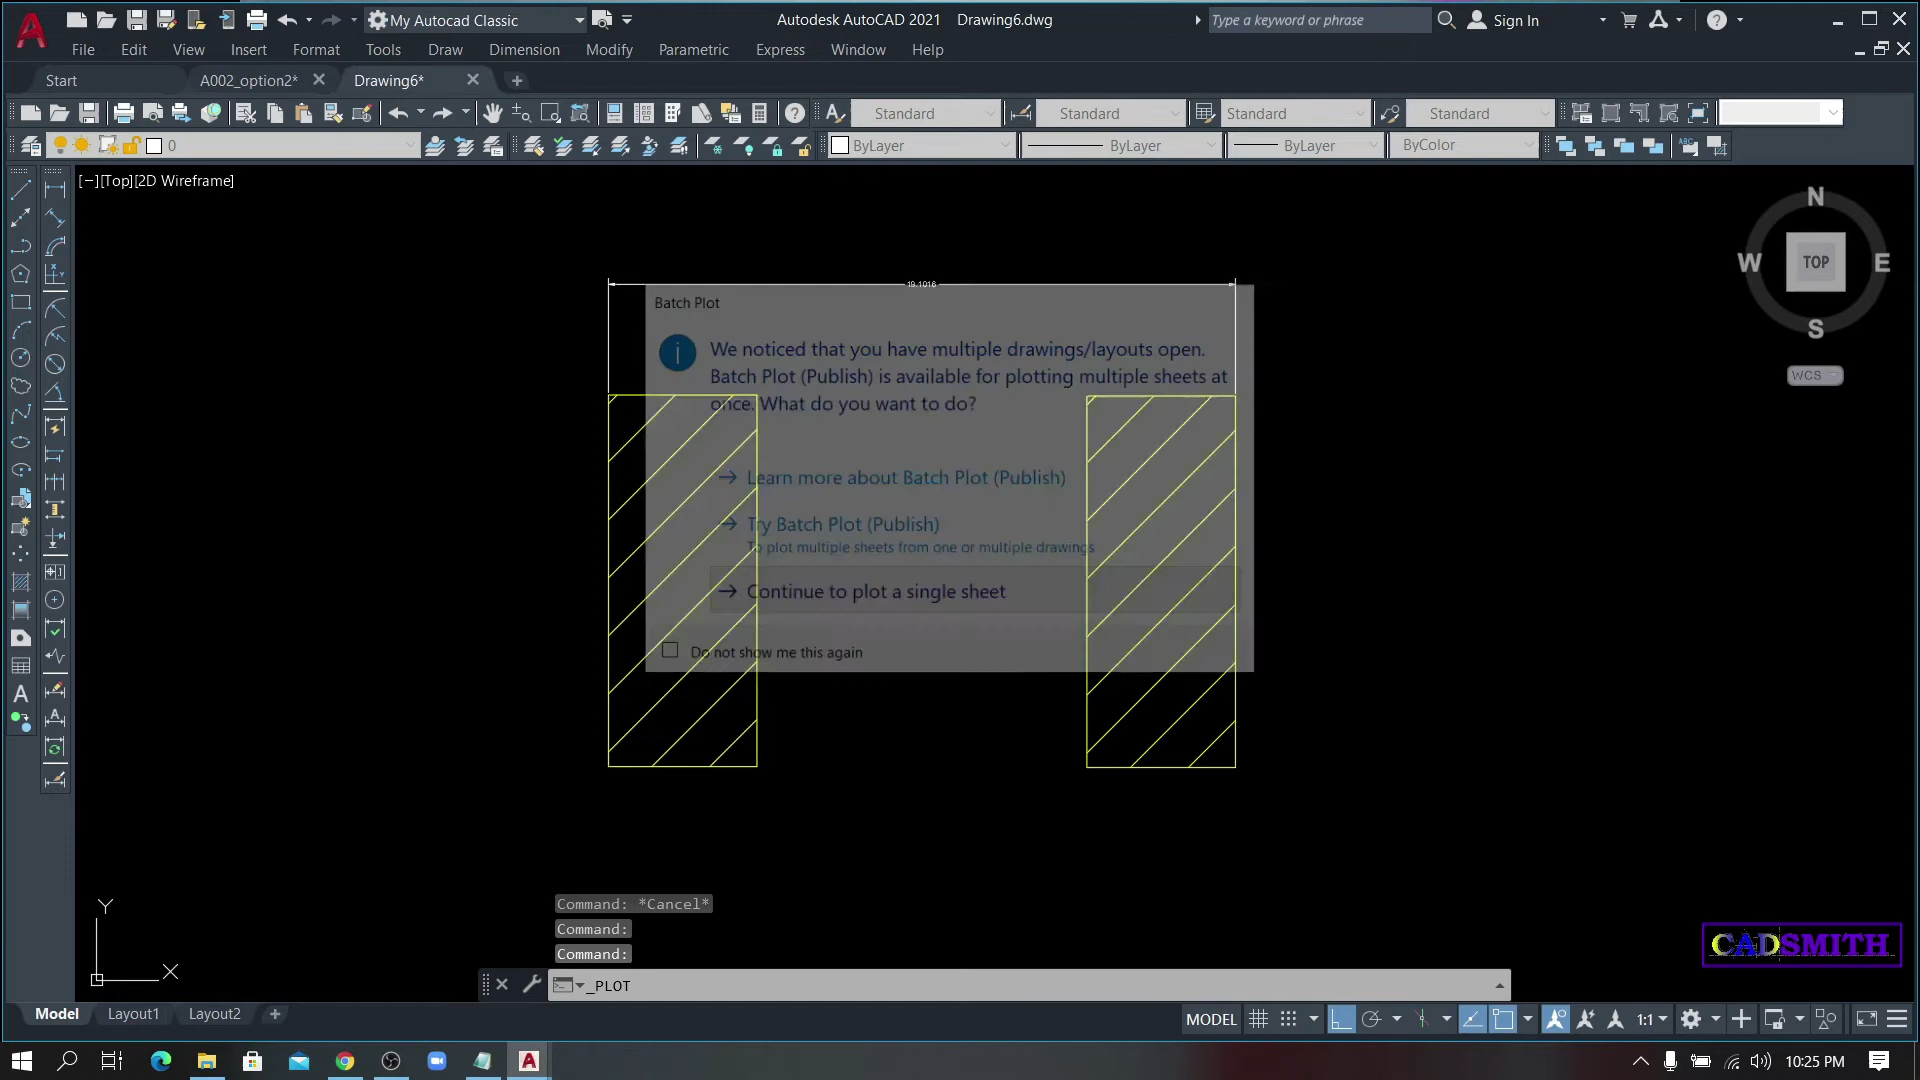 My Autocad Classic
Autodesk AutoCAD 2021 Drawing6.dwg
Type a keyword or phrase
Sign In
File Edit View Insert Format Tools Draw Dimension Modify Parametric Express Window Help
Start A002_option2* Drawing6*
Standard Standard Standard Standard
0 ByLayer ByLayer ByLayer ByColor
[−][Top][2D Wireframe]
N
W TOP E
S
WCS
19.1016
Batch Plot
We noticed that you have multiple drawings/layouts open.
Batch Plot (Publish) is available for plotting multiple sheets at
once. What do you want to do?
Learn more about Batch Plot (Publish)
Try Batch Plot (Publish)
To plot multiple sheets from one or multiple drawings
Continue to plot a single sheet
Do not show me this again
Command: *Cancel*
Command:
Command:
Y
X
CADSMITH
_PLOT
Model Layout1 Layout2
MODEL 1:1
10:25 PM